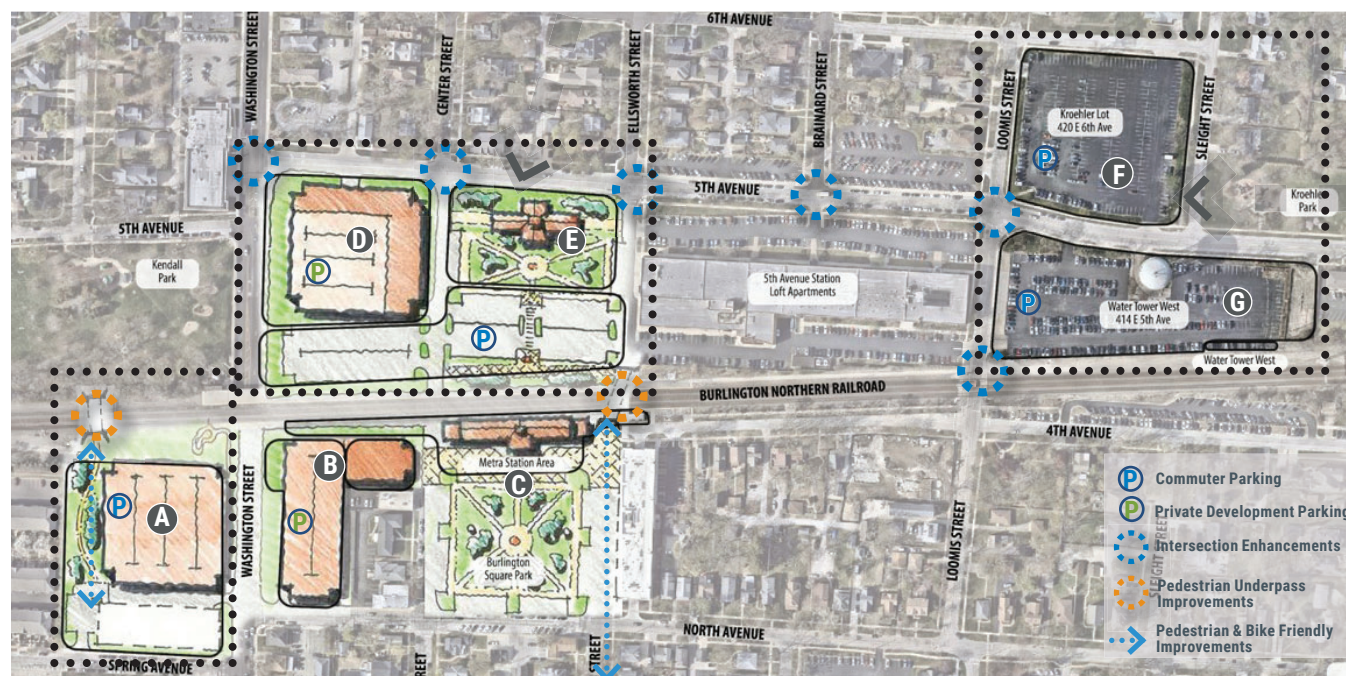 6TH AVENUE
WASHINGTON STREET
CENTER STREET
ELLSWORTH STREET
BRAINARD STREET
LOOMIS STREET
SLEIGHT STREET
Kroehler Lot
420 E 6th Ave
P
F
Kroehler
Park
5TH AVENUE
5TH AVENUE
Kendall
Park
D
P
E
P
5th Avenue Station
Loft Apartments
P
Water Tower West
414 E 5th Ave
G
Water Tower West
BURLINGTON NORTHERN RAILROAD
4TH AVENUE
WASHINGTON STREET
B
P
Metra Station Area
C
Burlington
Square Park
P
A
LOOMIS STREET
SLEIGHT STREET
NORTH AVENUE
STREET
STREET
SPRING AVENUE
P Commuter Parking
P Private Development Parking
Intersection Enhancements
Pedestrian Underpass
Improvements
Pedestrian & Bike Friendly
Improvements